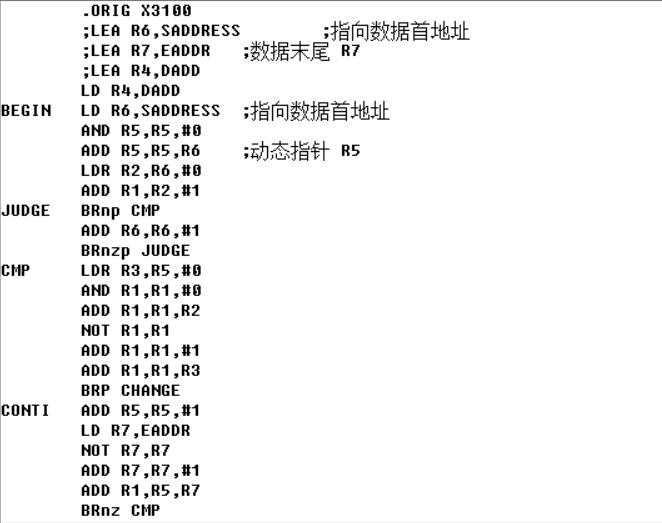 .ORIG X3100
;LEA R6,SADDRESS ;指向数据首地址
;LEA R7,EADDR ;数据末尾 R7
;LEA R4,DADD
LD R4,DADD
BEGIN LD R6,SADDRESS ;指向数据首地址
AND R5,R5,#0
ADD R5,R5,R6 ;动态指针 R5
LDR R2,R6,#0
ADD R1,R2,#1
JUDGE BRnp CMP
ADD R6,R6,#1
BRnzp JUDGE
CMP LDR R3,R5,#0
AND R1,R1,#0
ADD R1,R1,R2
NOT R1,R1
ADD R1,R1,#1
ADD R1,R1,R3
BRP CHANGE
CONTI ADD R5,R5,#1
LD R7,EADDR
NOT R7,R7
ADD R7,R7,#1
ADD R1,R5,R7
BRnz CMP